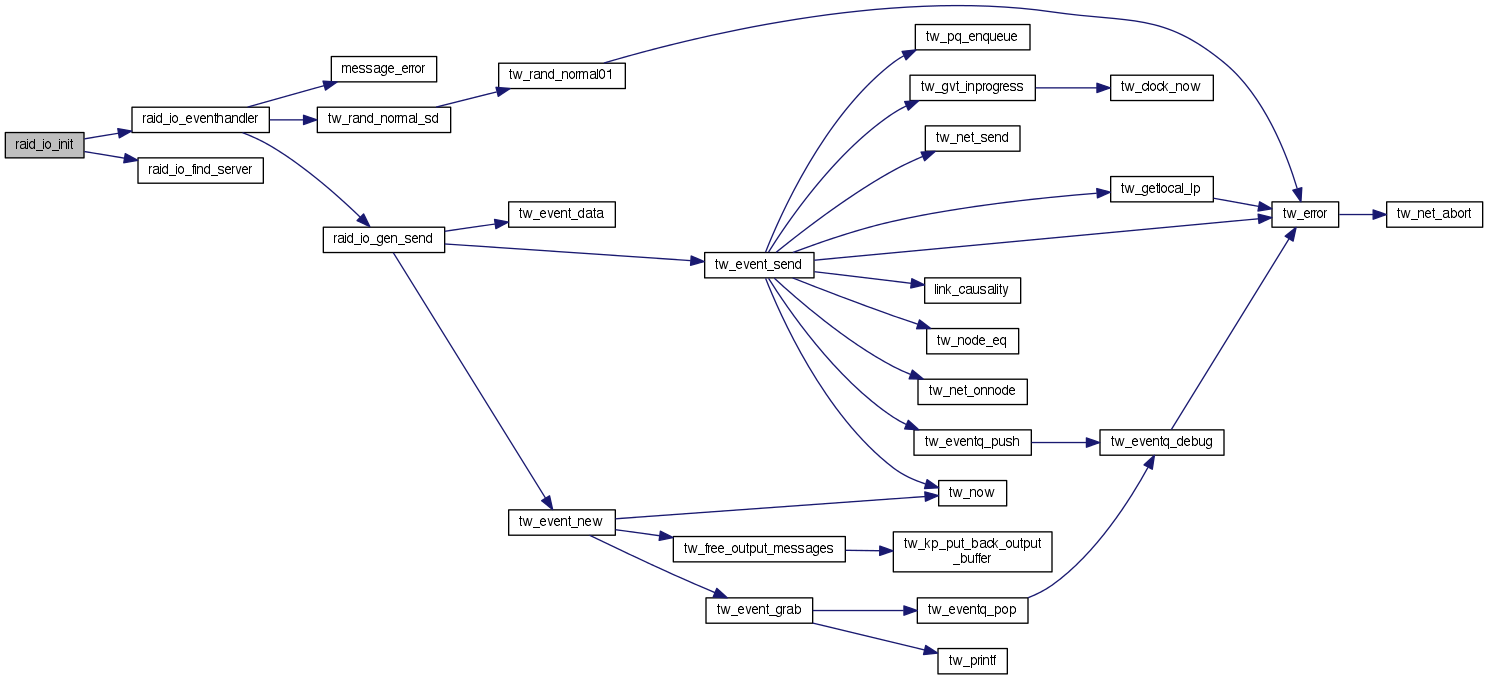 raid_io_init
raid_io_eventhandler
raid_io_find_server
message_error
tw_rand_normal_sd
raid_io_gen_send
tw_rand_normal01
tw_event_data
tw_event_new
tw_event_send
tw_free_output_messages
tw_event_grab
tw_pq_enqueue
tw_gvt_inprogress
tw_net_send
link_causality
tw_node_eq
tw_net_onnode
tw_eventq_push
tw_now
tw_kp_put_back_output
_buffer
tw_eventq_pop
tw_printf
tw_clock_now
tw_getlocal_lp
tw_eventq_debug
tw_error
tw_net_abort